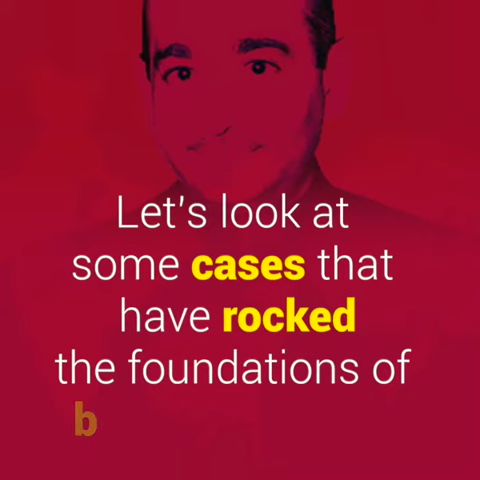 Let's look at
some cases that
have rocked
the foundations of
b